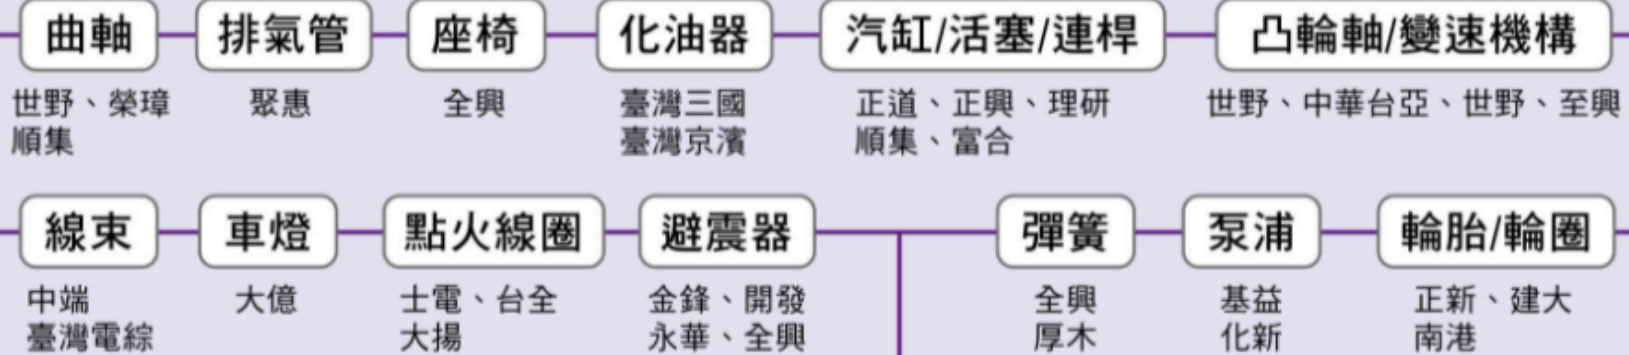 曲軸
排氣管
座椅
化油器
汽缸/活塞/連桿
凸輪軸/變速機構
世野、榮璋
順集
聚惠
全興
臺灣三國
臺灣京濱
正道、正興、理研
順集、富合
世野、中華台亞、世野、至興
線束
車燈
點火線圈
避震器
彈簧
泵浦
輪胎/輪圈
中端
臺灣電綜
大億
士電、台全
大揚
金鋒、開發
永華、全興
全興
厚木
基益
化新
正新、建大
南港